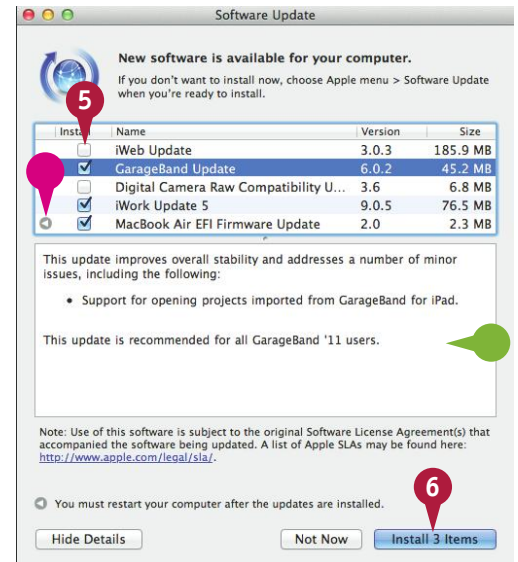 Software Update
New software is available for your computer.
If you don't want to install now, choose Apple menu > Software Update
when you're ready to install.
5
Install Name Version Size
iWeb Update 3.0.3 185.9 MB
GarageBand Update 6.0.2 45.2 MB
Digital Camera Raw Compatibility U... 3.6 6.8 MB
iWork Update 5 9.0.5 76.5 MB
MacBook Air EFI Firmware Update 2.0 2.3 MB
This update improves overall stability and addresses a number of minor
issues, including the following:
• Support for opening projects imported from GarageBand for iPad.
This update is recommended for all GarageBand '11 users.
Note: Use of this software is subject to the original Software License Agreement(s) that
accompanied the software being updated. A list of Apple SLAs may be found here:
http://www.apple.com/legal/sla/.
6
You must restart your computer after the updates are installed.
Hide Details Not Now Install 3 Items